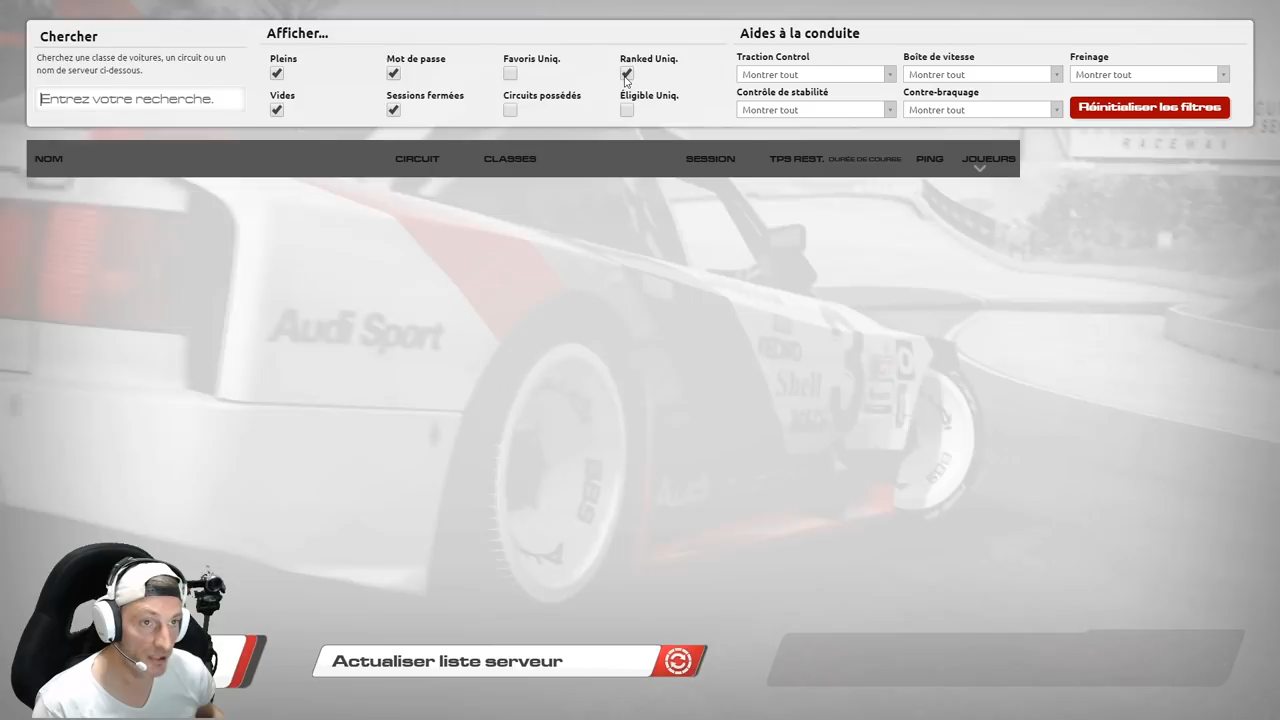 Chercher
Cherchez une classe de voitures, un circuit ou un
nom de serveur ci-dessous.
Entrez votre recherche.
Afficher...
Pleins
Mot de passe
Favoris Uniq.
Ranked Uniq.
Vides
Sessions fermées
Circuits possédés
Éligible Uniq.
Aides à la conduite
Traction Control
Boîte de vitesse
Freinage
Montrer tout
Montrer tout
Montrer tout
Contrôle de stabilité
Contre-braquage
Montrer tout
Montrer tout
Réinitialiser les filtres
NOM
CIRCUIT
CLASSES
SESSION
TPS REST.
DURÉE DE COURSE
PING
JOUEURS
RACEWAY
Audi Sport
Shell
BBS
Actualiser liste serveur